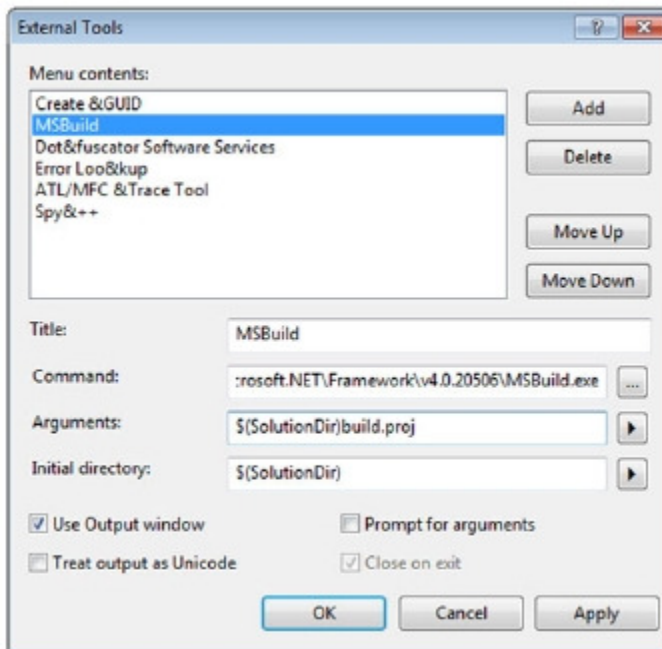 External Tools
Menu contents:
Create &GUID
MSBuild
Dot&fuscator Software Services
Error Loo&kup
ATL/MFC &Trace Tool
Spy&++
Add
Delete
Move Up
Move Down
Title:
MSBuild
Command:
:rosoft.NET\Framework\v4.0.20506\MSBuild.exe
...
Arguments:
$(SolutionDir)build.proj
Initial directory:
$(SolutionDir)
Use Output window
Prompt for arguments
Treat output as Unicode
Close on exit
OK
Cancel
Apply